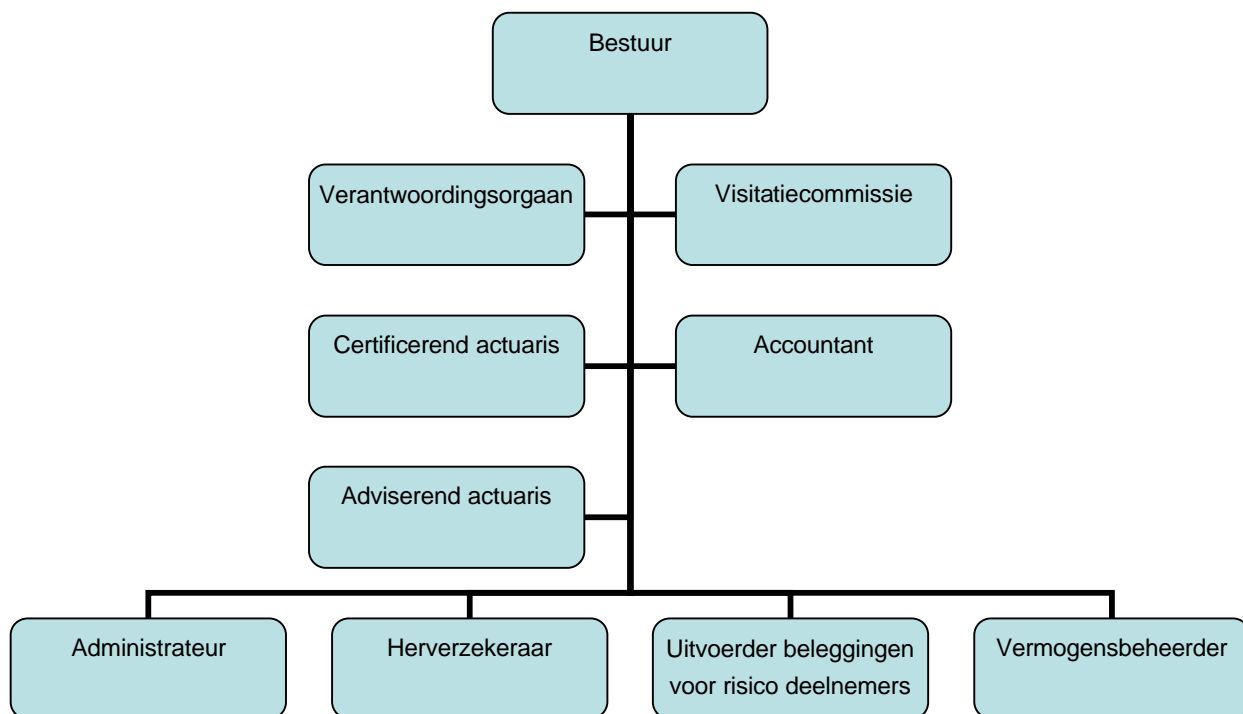 Bestuur
Verantwoordingsorgaan
Visitatiecommissie
Certificerend actuaris
Accountant
Adviserend actuaris
Administrateur
Herverzekeraar
Uitvoerder beleggingen
voor risico deelnemers
Vermogensbeheerder